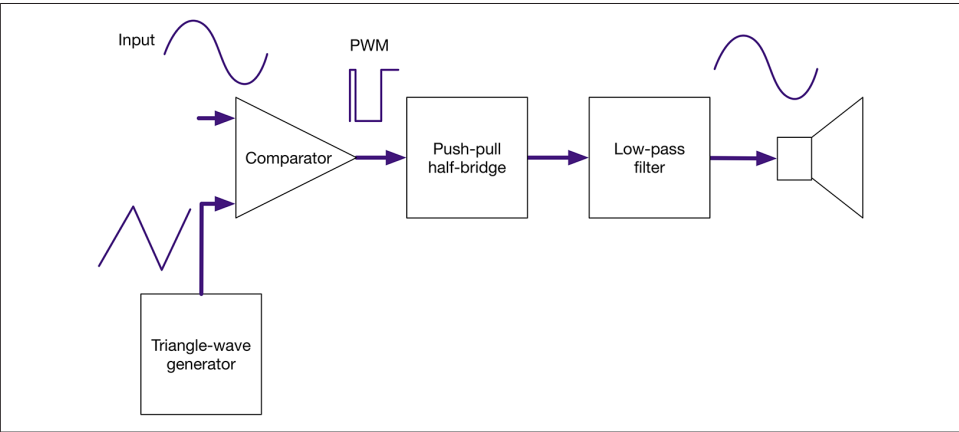 Input
PWM
Comparator
Push-pull
half-bridge
Low-pass
filter
Triangle-wave
generator